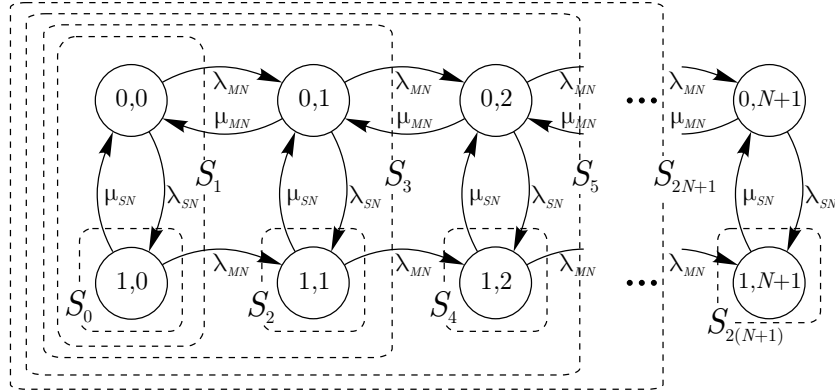 λMN λMN λMN λMN
0,0 0,1 0,2 ••• 0,N+1
μMN μMN μMN μMN
S1 S3 S5 S2N+1
μSN λSN μSN λSN μSN λSN μSN λSN
1,0 1,1 1,2 ••• 1,N+1
λMN λMN λMN λMN
S0 S2 S4 S2(N+1)